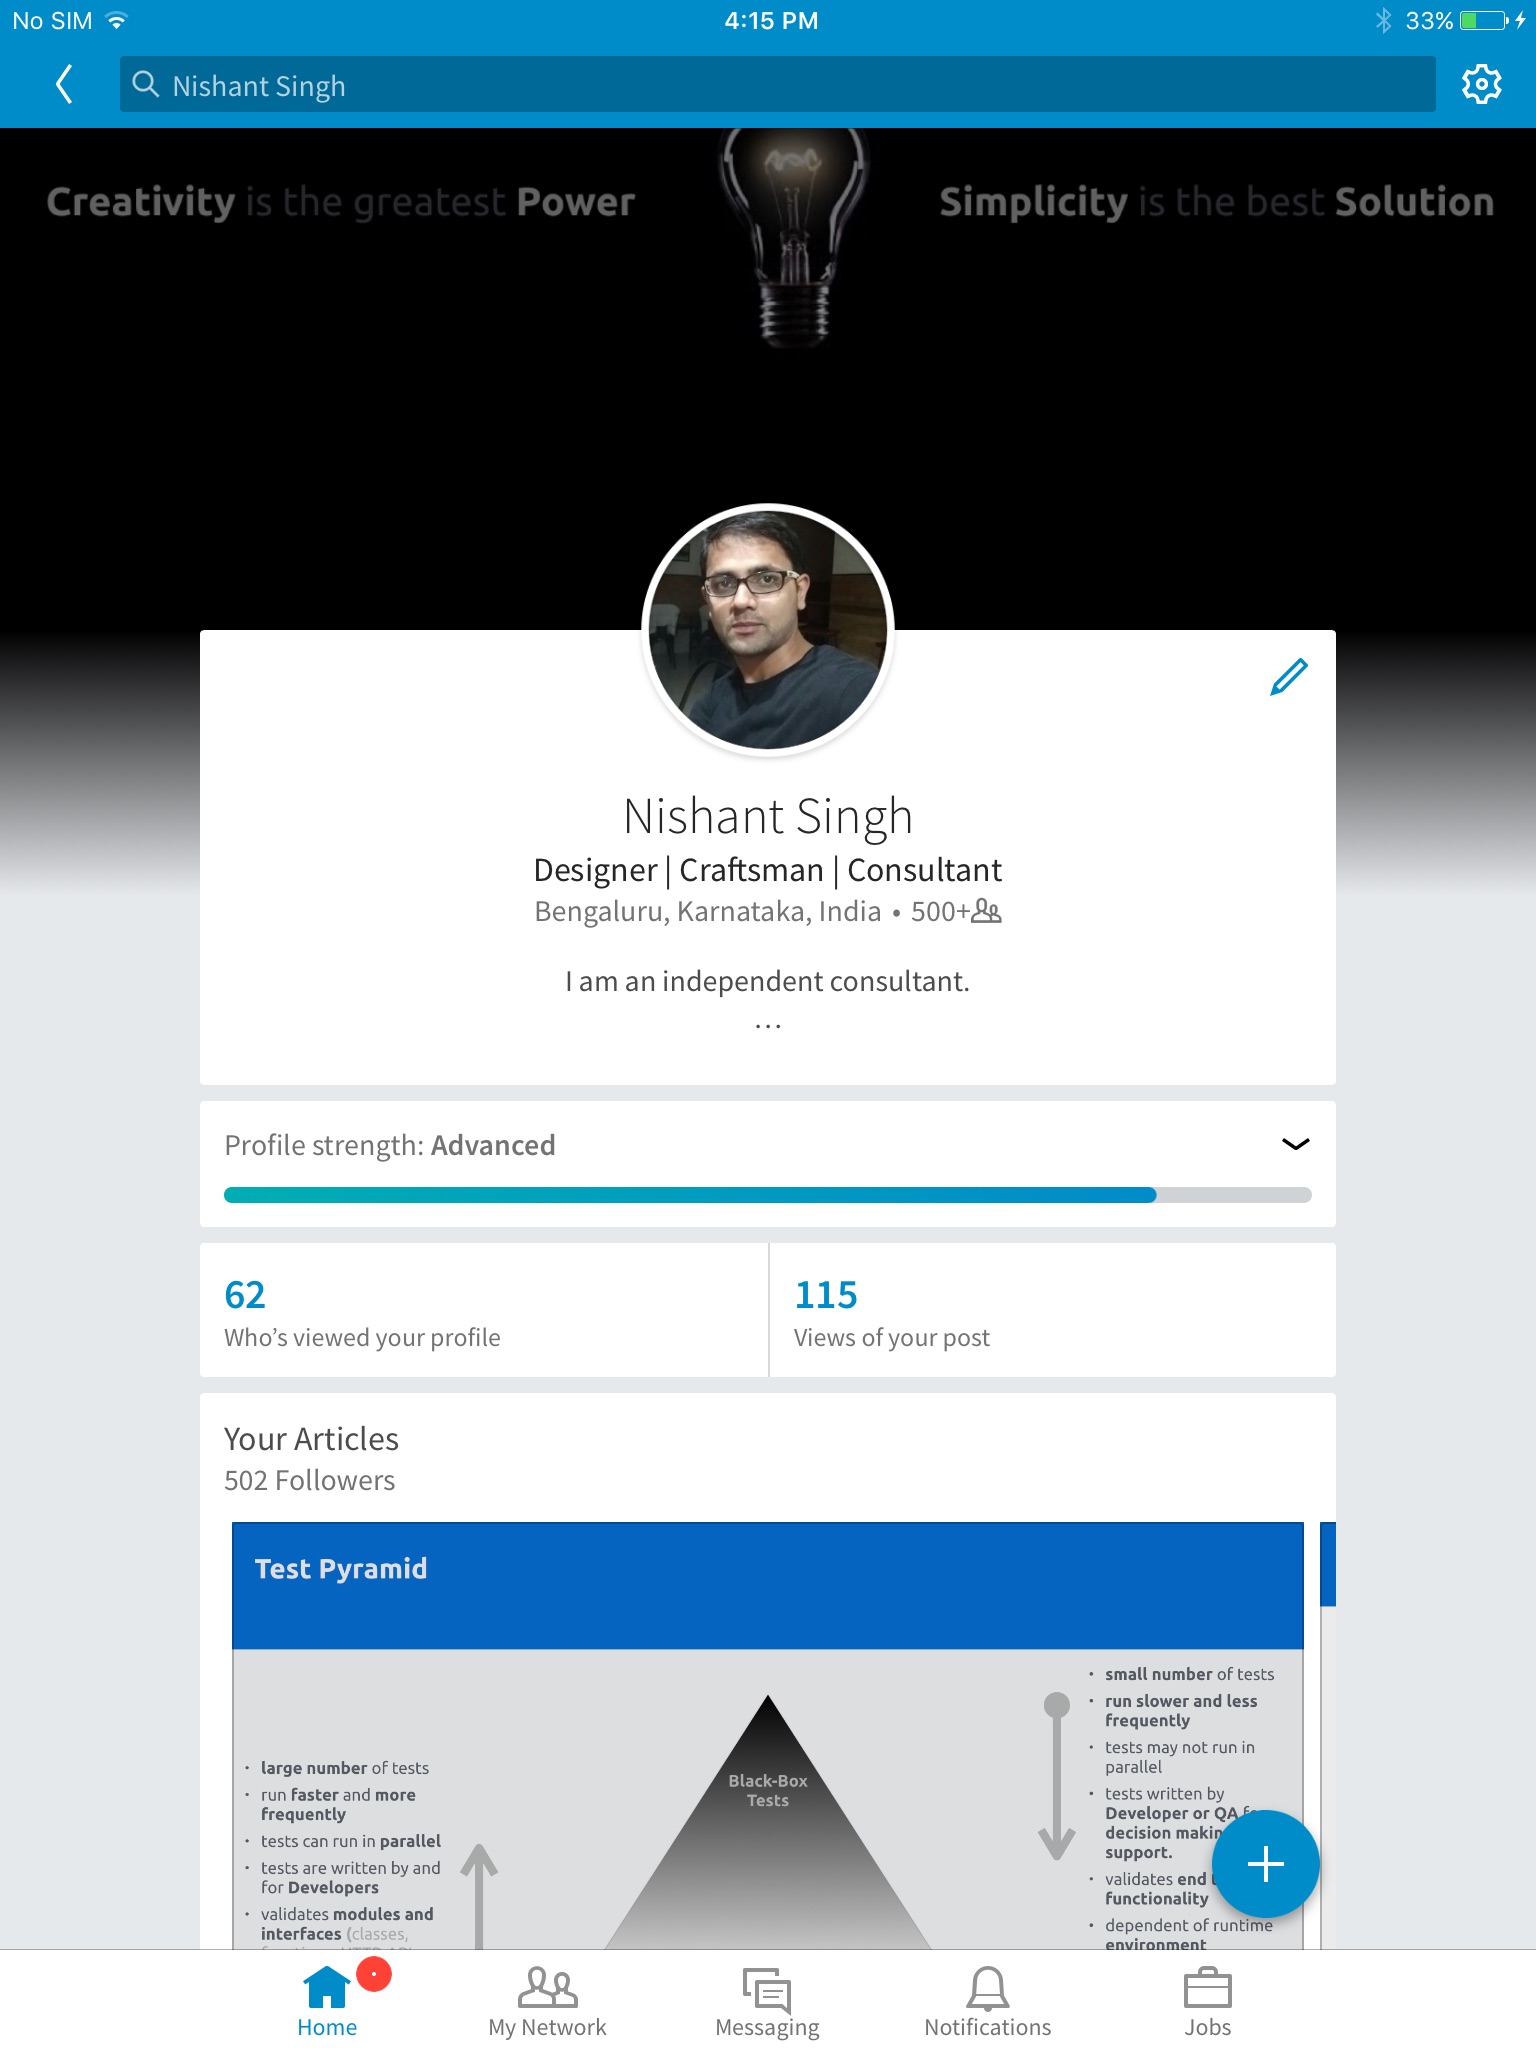 No SIM 4:15 PM 33%
Nishant Singh
Creativity is the greatest Power
Simplicity is the best Solution
Nishant Singh
Designer | Craftsman | Consultant
Bengaluru, Karnataka, India • 500+
I am an independent consultant.
...
Profile strength: Advanced
62
Who's viewed your profile
115
Views of your post
Your Articles
502 Followers
Test Pyramid
• large number of tests
• run faster and more
frequently
• tests can run in parallel
• tests are written by and
for Developers
• validates modules and
interfaces (classes,
Black-Box
Tests
• small number of tests
• run slower and less
frequently
• tests may not run in
parallel
• tests written by
Developer or QA
decision
support.
• validates end
functionality
• dependent of runtime
environment
Home
My Network
Messaging
Notifications
Jobs